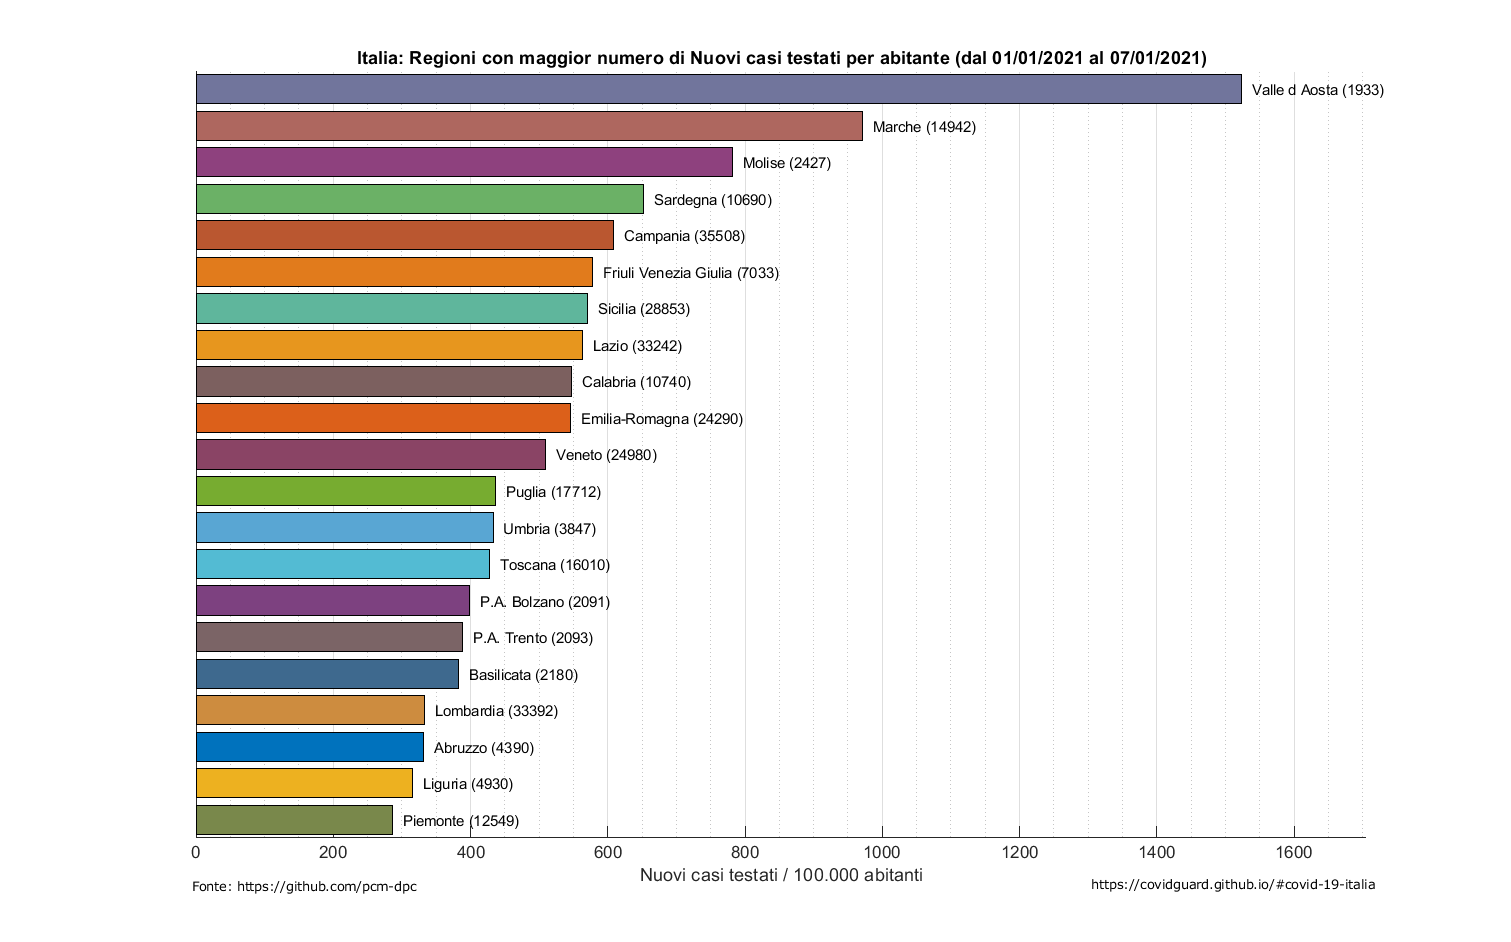 Italia: Regioni con maggior numero di Nuovi casi testati per abitante (dal 01/01/2021 al 07/01/2021)
Valle d Aosta (1933)
Marche (14942)
Molise (2427)
Sardegna (10690)
Campania (35508)
Friuli Venezia Giulia (7033)
Sicilia (28853)
Lazio (33242)
Calabria (10740)
Emilia-Romagna (24290)
Veneto (24980)
Puglia (17712)
Umbria (3847)
Toscana (16010)
P.A. Bolzano (2091)
P.A. Trento (2093)
Basilicata (2180)
Lombardia (33392)
Abruzzo (4390)
Liguria (4930)
Piemonte (12549)
0 200 400 600 800 1000 1200 1400 1600
Nuovi casi testati / 100.000 abitanti
Fonte: https://github.com/pcm-dpc
https://covidguard.github.io/#covid-19-italia